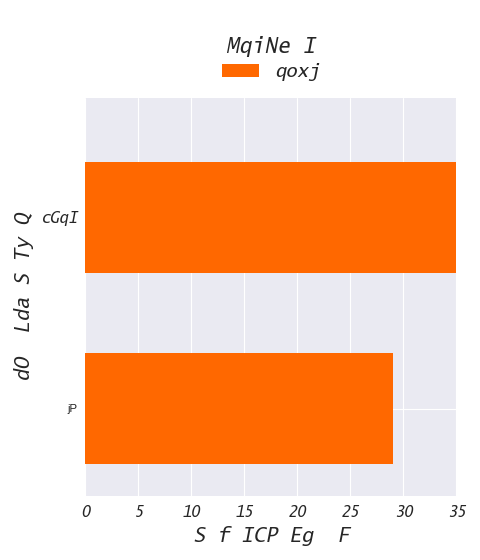 MqiNe I
qoxj
dO  Lda S Ty Q
cGqI
jP
0 5 10 15 20 25 30 35
S f ICP Eg  F